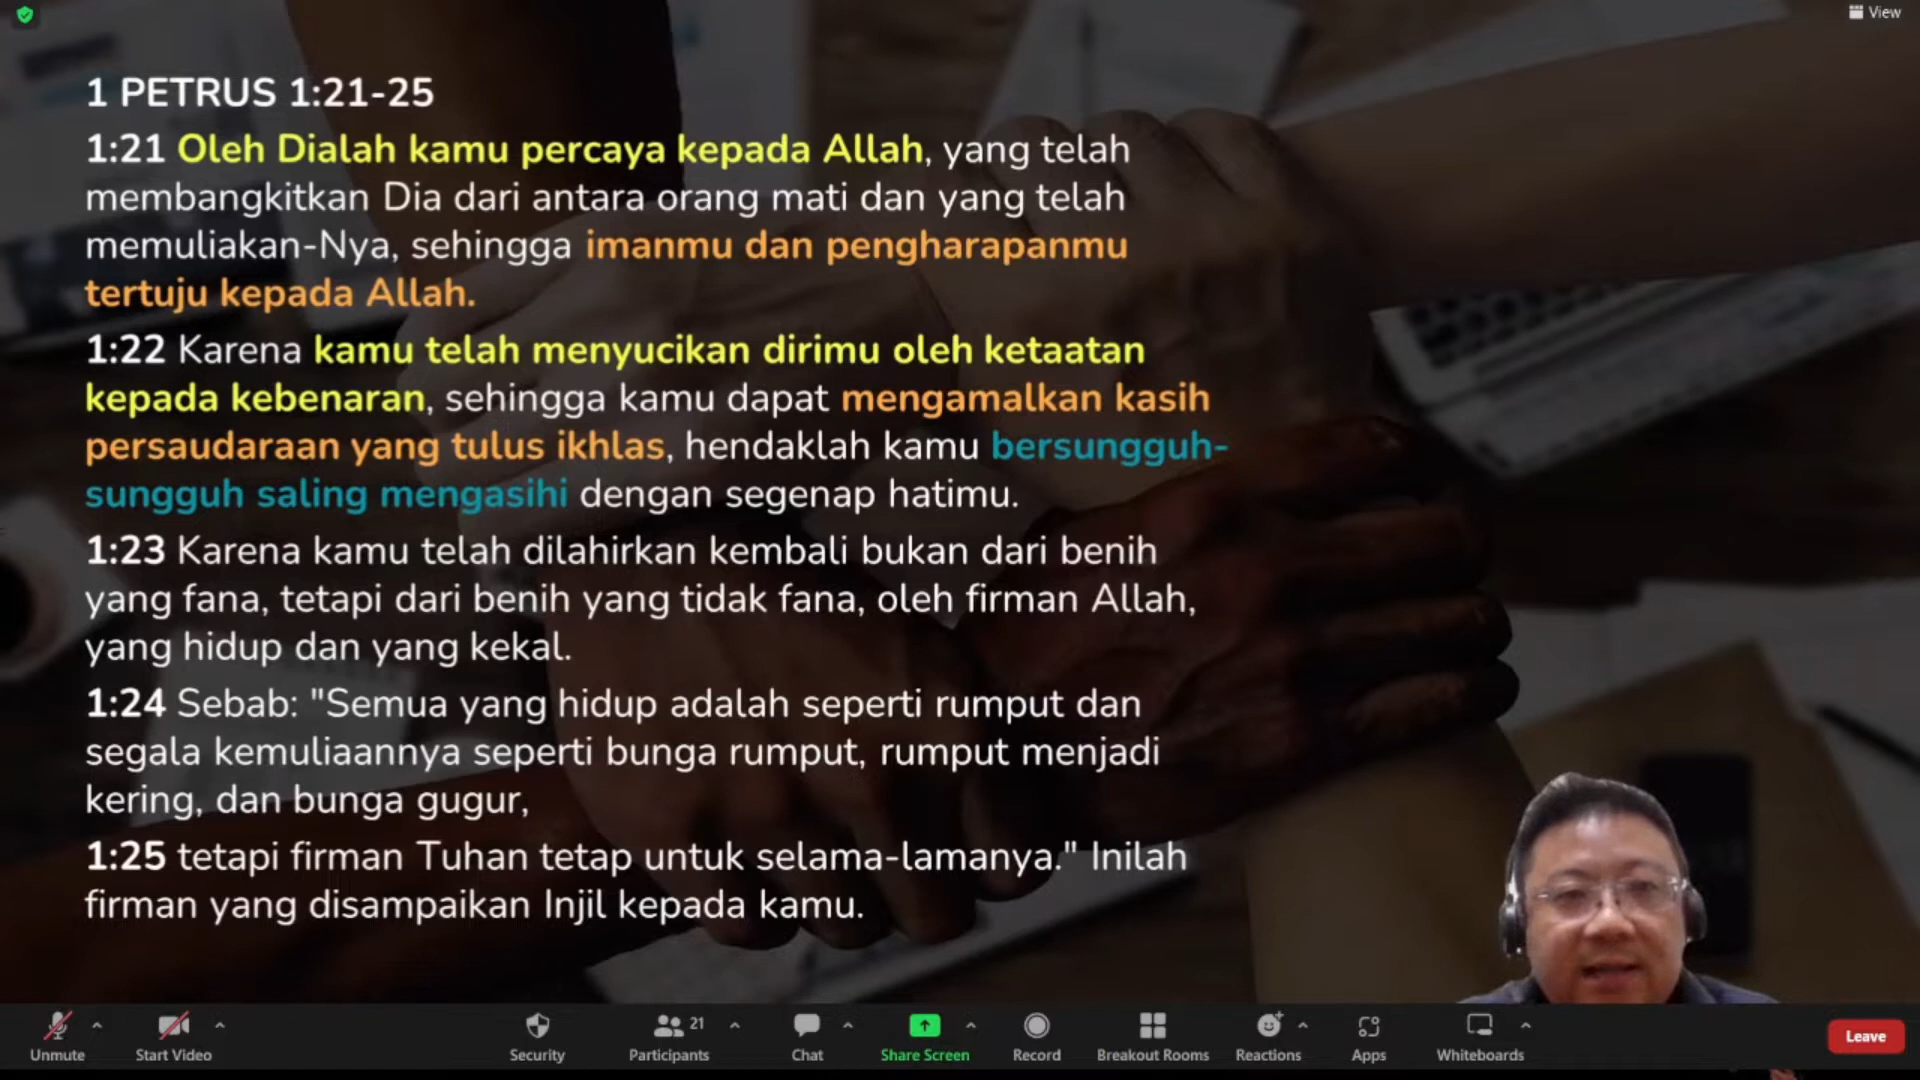 View
1 PETRUS 1:21-25
1:21 Oleh Dialah kamu percaya kepada Allah, yang telah
membangkitkan Dia dari antara orang mati dan yang telah
memuliakan-Nya, sehingga imanmu dan pengharapanmu
tertuju kepada Allah.
1:22 Karena kamu telah menyucikan dirimu oleh ketaatan
kepada kebenaran, sehingga kamu dapat mengamalkan kasih
persaudaraan yang tulus ikhlas, hendaklah kamu bersungguh-
sungguh saling mengasihi dengan segenap hatimu.
1:23 Karena kamu telah dilahirkan kembali bukan dari benih
yang fana, tetapi dari benih yang tidak fana, oleh firman Allah,
yang hidup dan yang kekal.
1:24 Sebab: "Semua yang hidup adalah seperti rumput dan
segala kemuliaannya seperti bunga rumput, rumput menjadi
kering, dan bunga gugur,
1:25 tetapi firman Tuhan tetap untuk selama-lamanya." Inilah
firman yang disampaikan Injil kepada kamu.
21
Unmute Start Video Security Participants Chat Share Screen Record Breakout Rooms Reactions Apps Whiteboards Leave